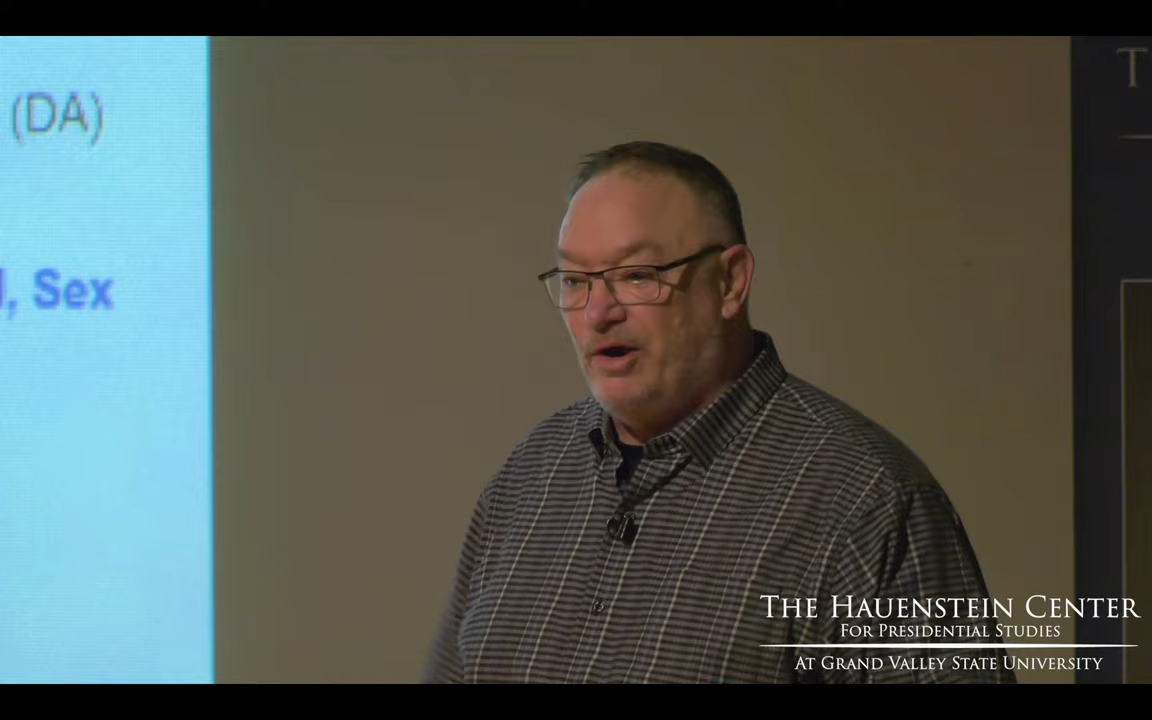 (DA)
, Sex
T
THE HAUENSTEIN CENTER
FOR PRESIDENTIAL STUDIES
AT GRAND VALLEY STATE UNIVERSITY